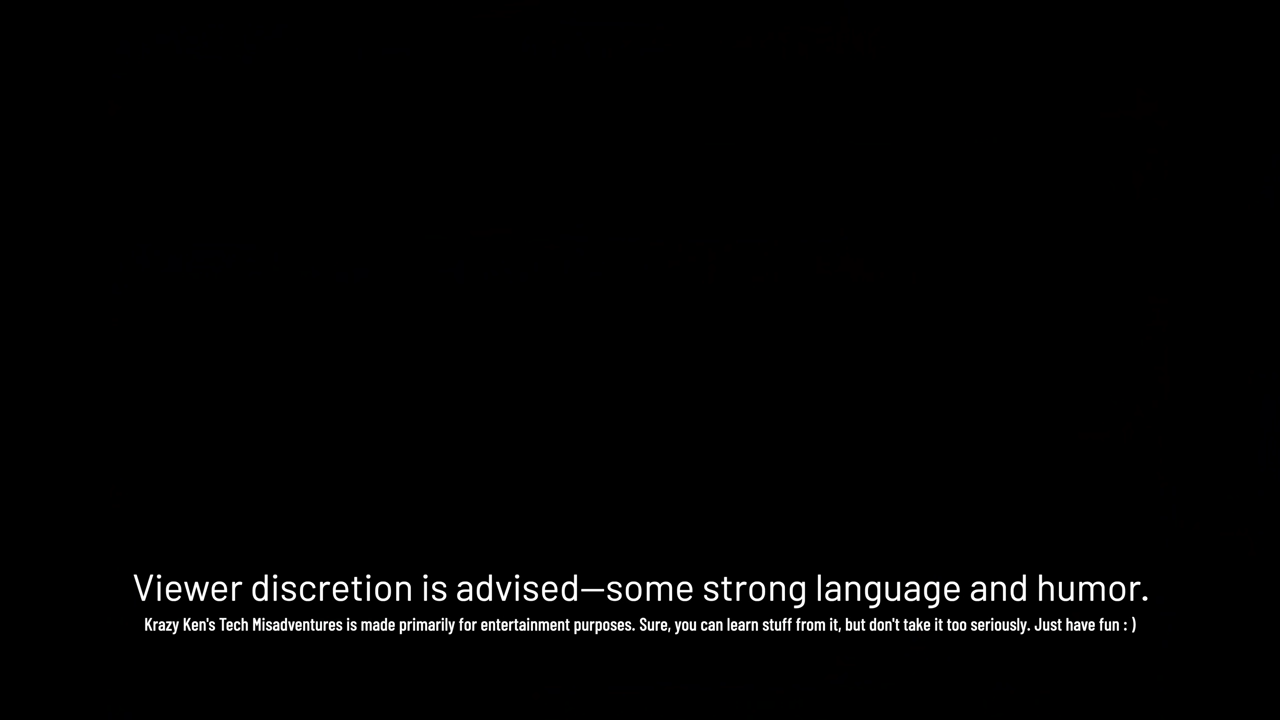 Viewer discretion is advised—some strong language and humor.
Krazy Ken's Tech Misadventures is made primarily for entertainment purposes. Sure, you can learn stuff from it, but don't take it too seriously. Just have fun : )